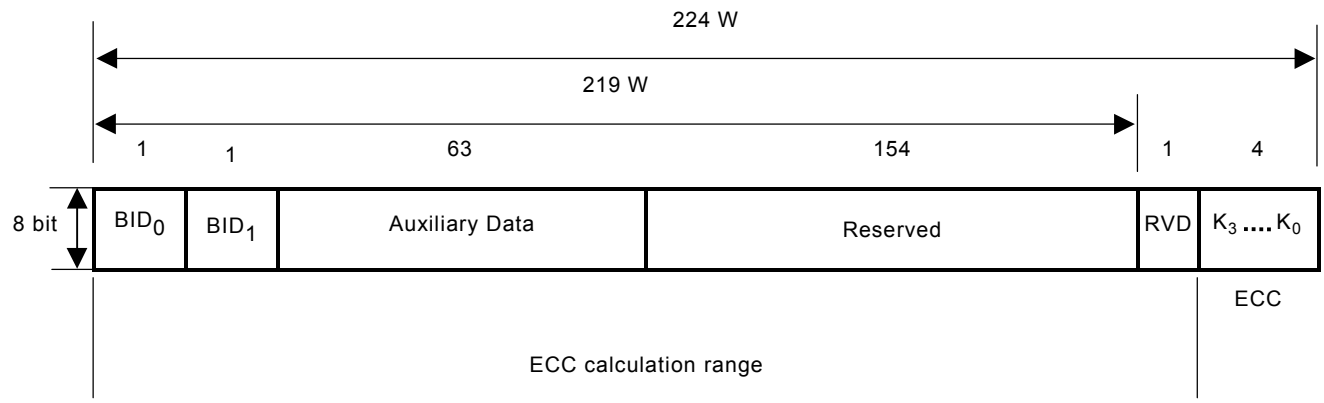 224 W
219 W
1 1 63 154 1 4
8 bit BID0 BID1 Auxiliary Data Reserved RVD K3 .... K0
ECC
ECC calculation range